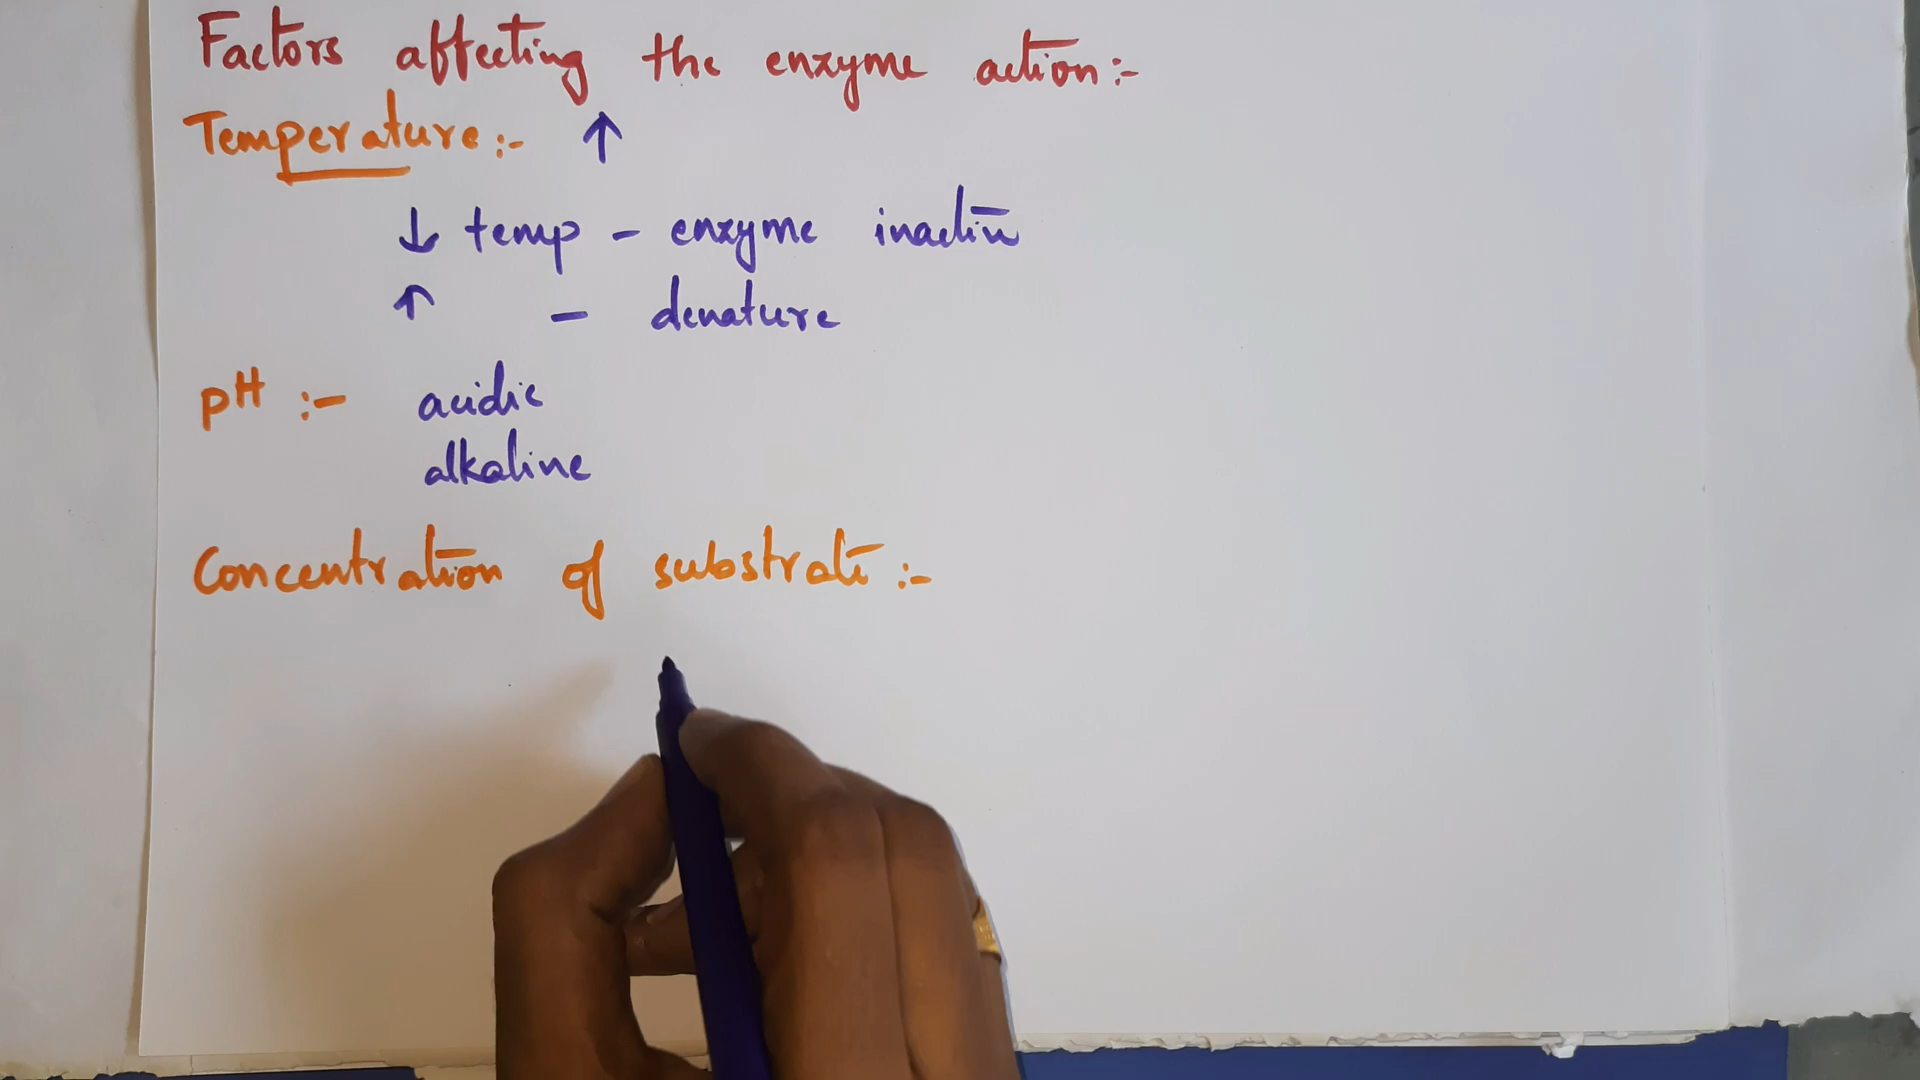 Factors affecting the enzyme action:-
Temperature:- ↑
↓ temp - enzyme inactive
↑ - denature
pH :- acidic
alkaline
Concentration of substrate:-